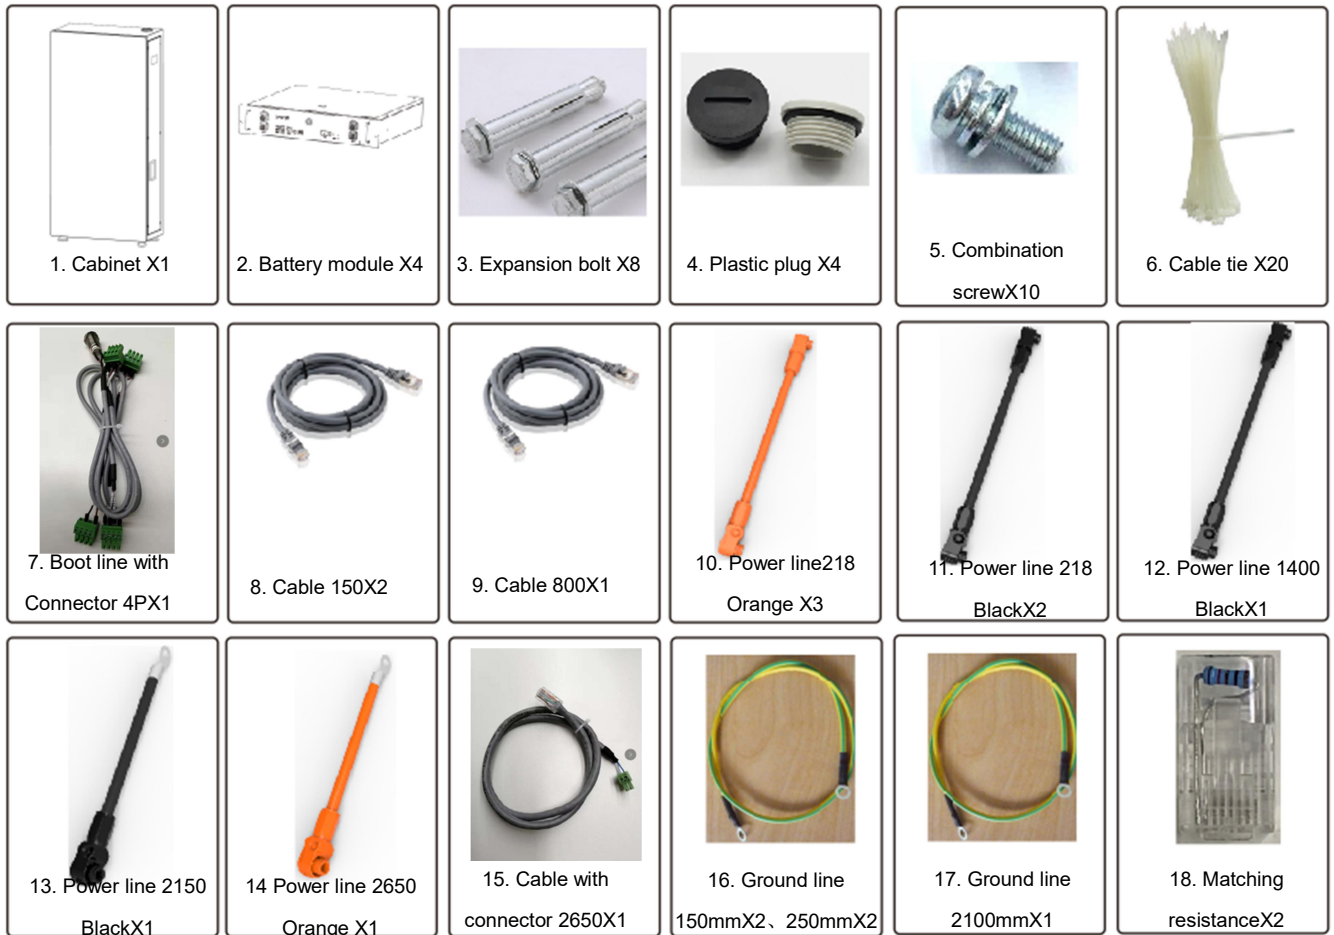 1. Cabinet X1
2. Battery module X4
3. Expansion bolt X8
4. Plastic plug X4
5. Combination
screwX10
6. Cable tie X20
7. Boot line with
Connector 4PX1
8. Cable 150X2
9. Cable 800X1
10. Power line218
Orange X3
11. Power line 218
BlackX2
12. Power line 1400
BlackX1
13. Power line 2150
BlackX1
14 Power line 2650
Orange X1
15. Cable with
connector 2650X1
16. Ground line
150mmX2、250mmX2
17. Ground line
2100mmX1
18. Matching
resistanceX2